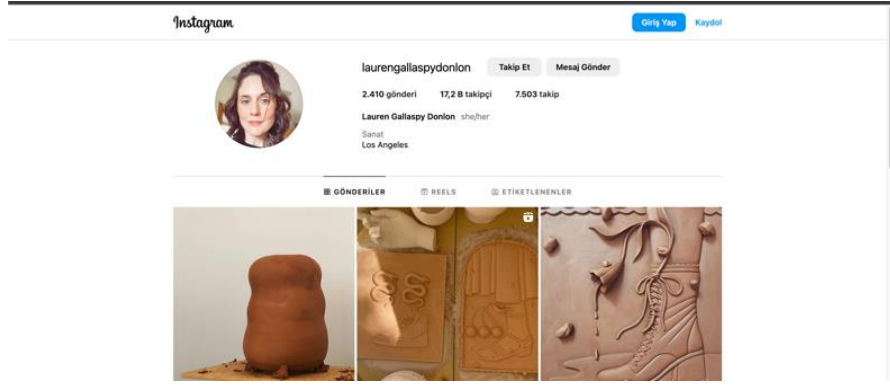 Instagram
Giriş Yap Kaydol
laurengallaspydonlon Takip Et Mesaj Gönder
2.410 gönderi 17,2 B takipçi 7.503 takip
Lauren Gallaspy Donlon she/her
Sanat
Los Angeles
GÖNDERİLER REELS ETİKETLENENLER